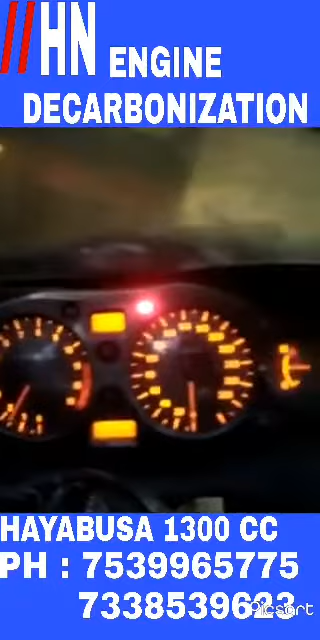 //HN ENGINE
DECARBONIZATION
HAYABUSA 1300 CC
PH : 7539965775
7338539623
Picsart